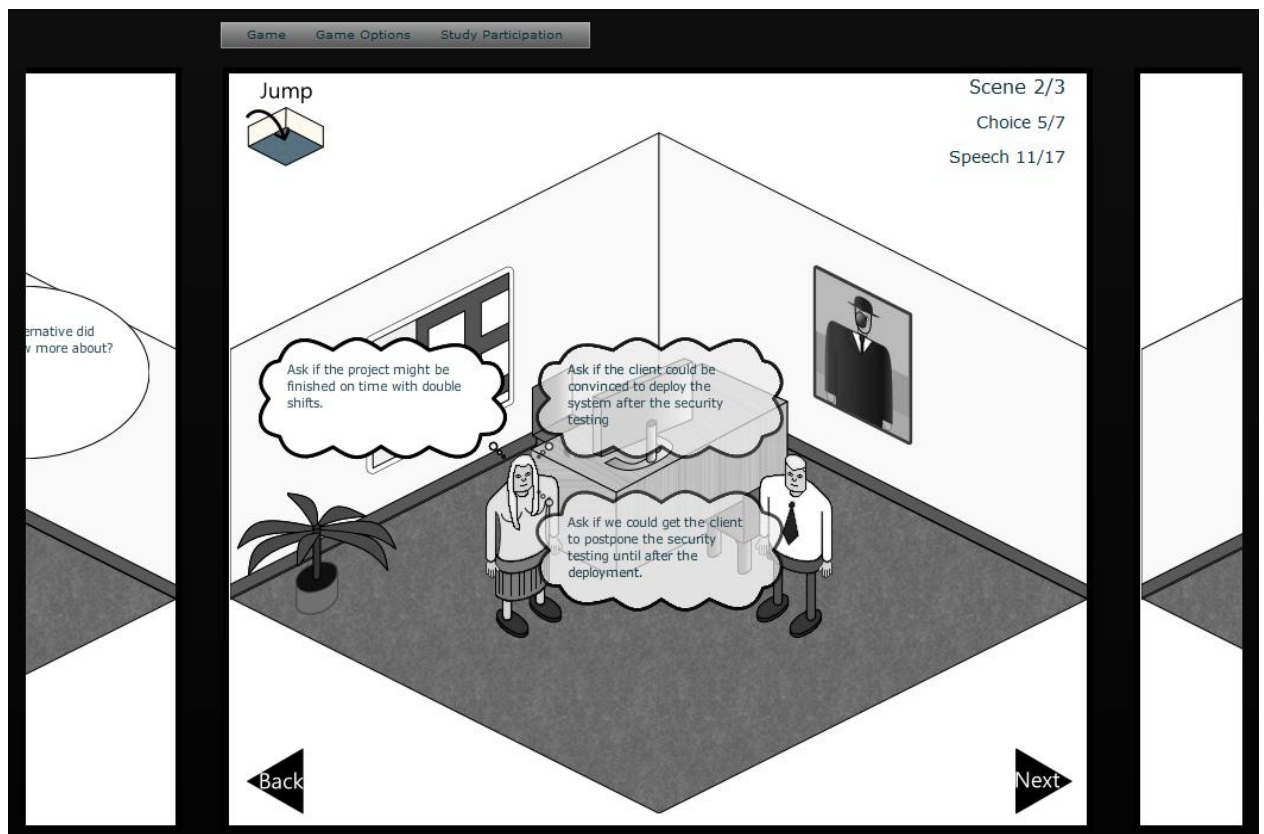 Game Game Options Study Participation
Jump
Scene 2/3
Choice 5/7
Speech 11/17
did
more about?
Ask if the project might be
finished on time with double
shifts.
Ask if the client could be
convinced to deploy the
system after the security
testing
Ask if we could get the client
to postpone the security
testing until after the
deployment.
Back
Next